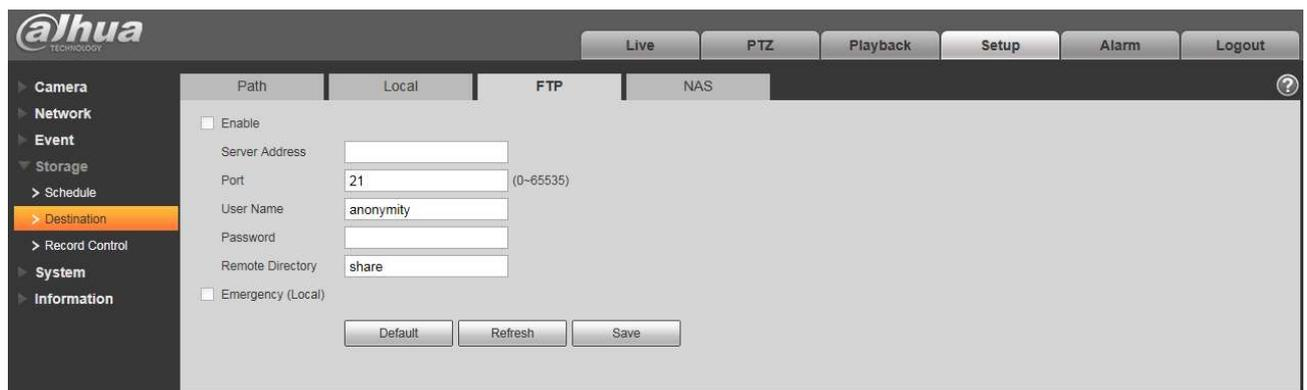 alhua
TECHNOLOGY
Live PTZ Playback Setup Alarm Logout
Camera
Network
Event
Storage
> Schedule
> Destination
> Record Control
System
Information
Path Local FTP NAS ?
Enable
Server Address
Port 21 (0~65535)
User Name anonymity
Password
Remote Directory share
Emergency (Local)
Default Refresh Save